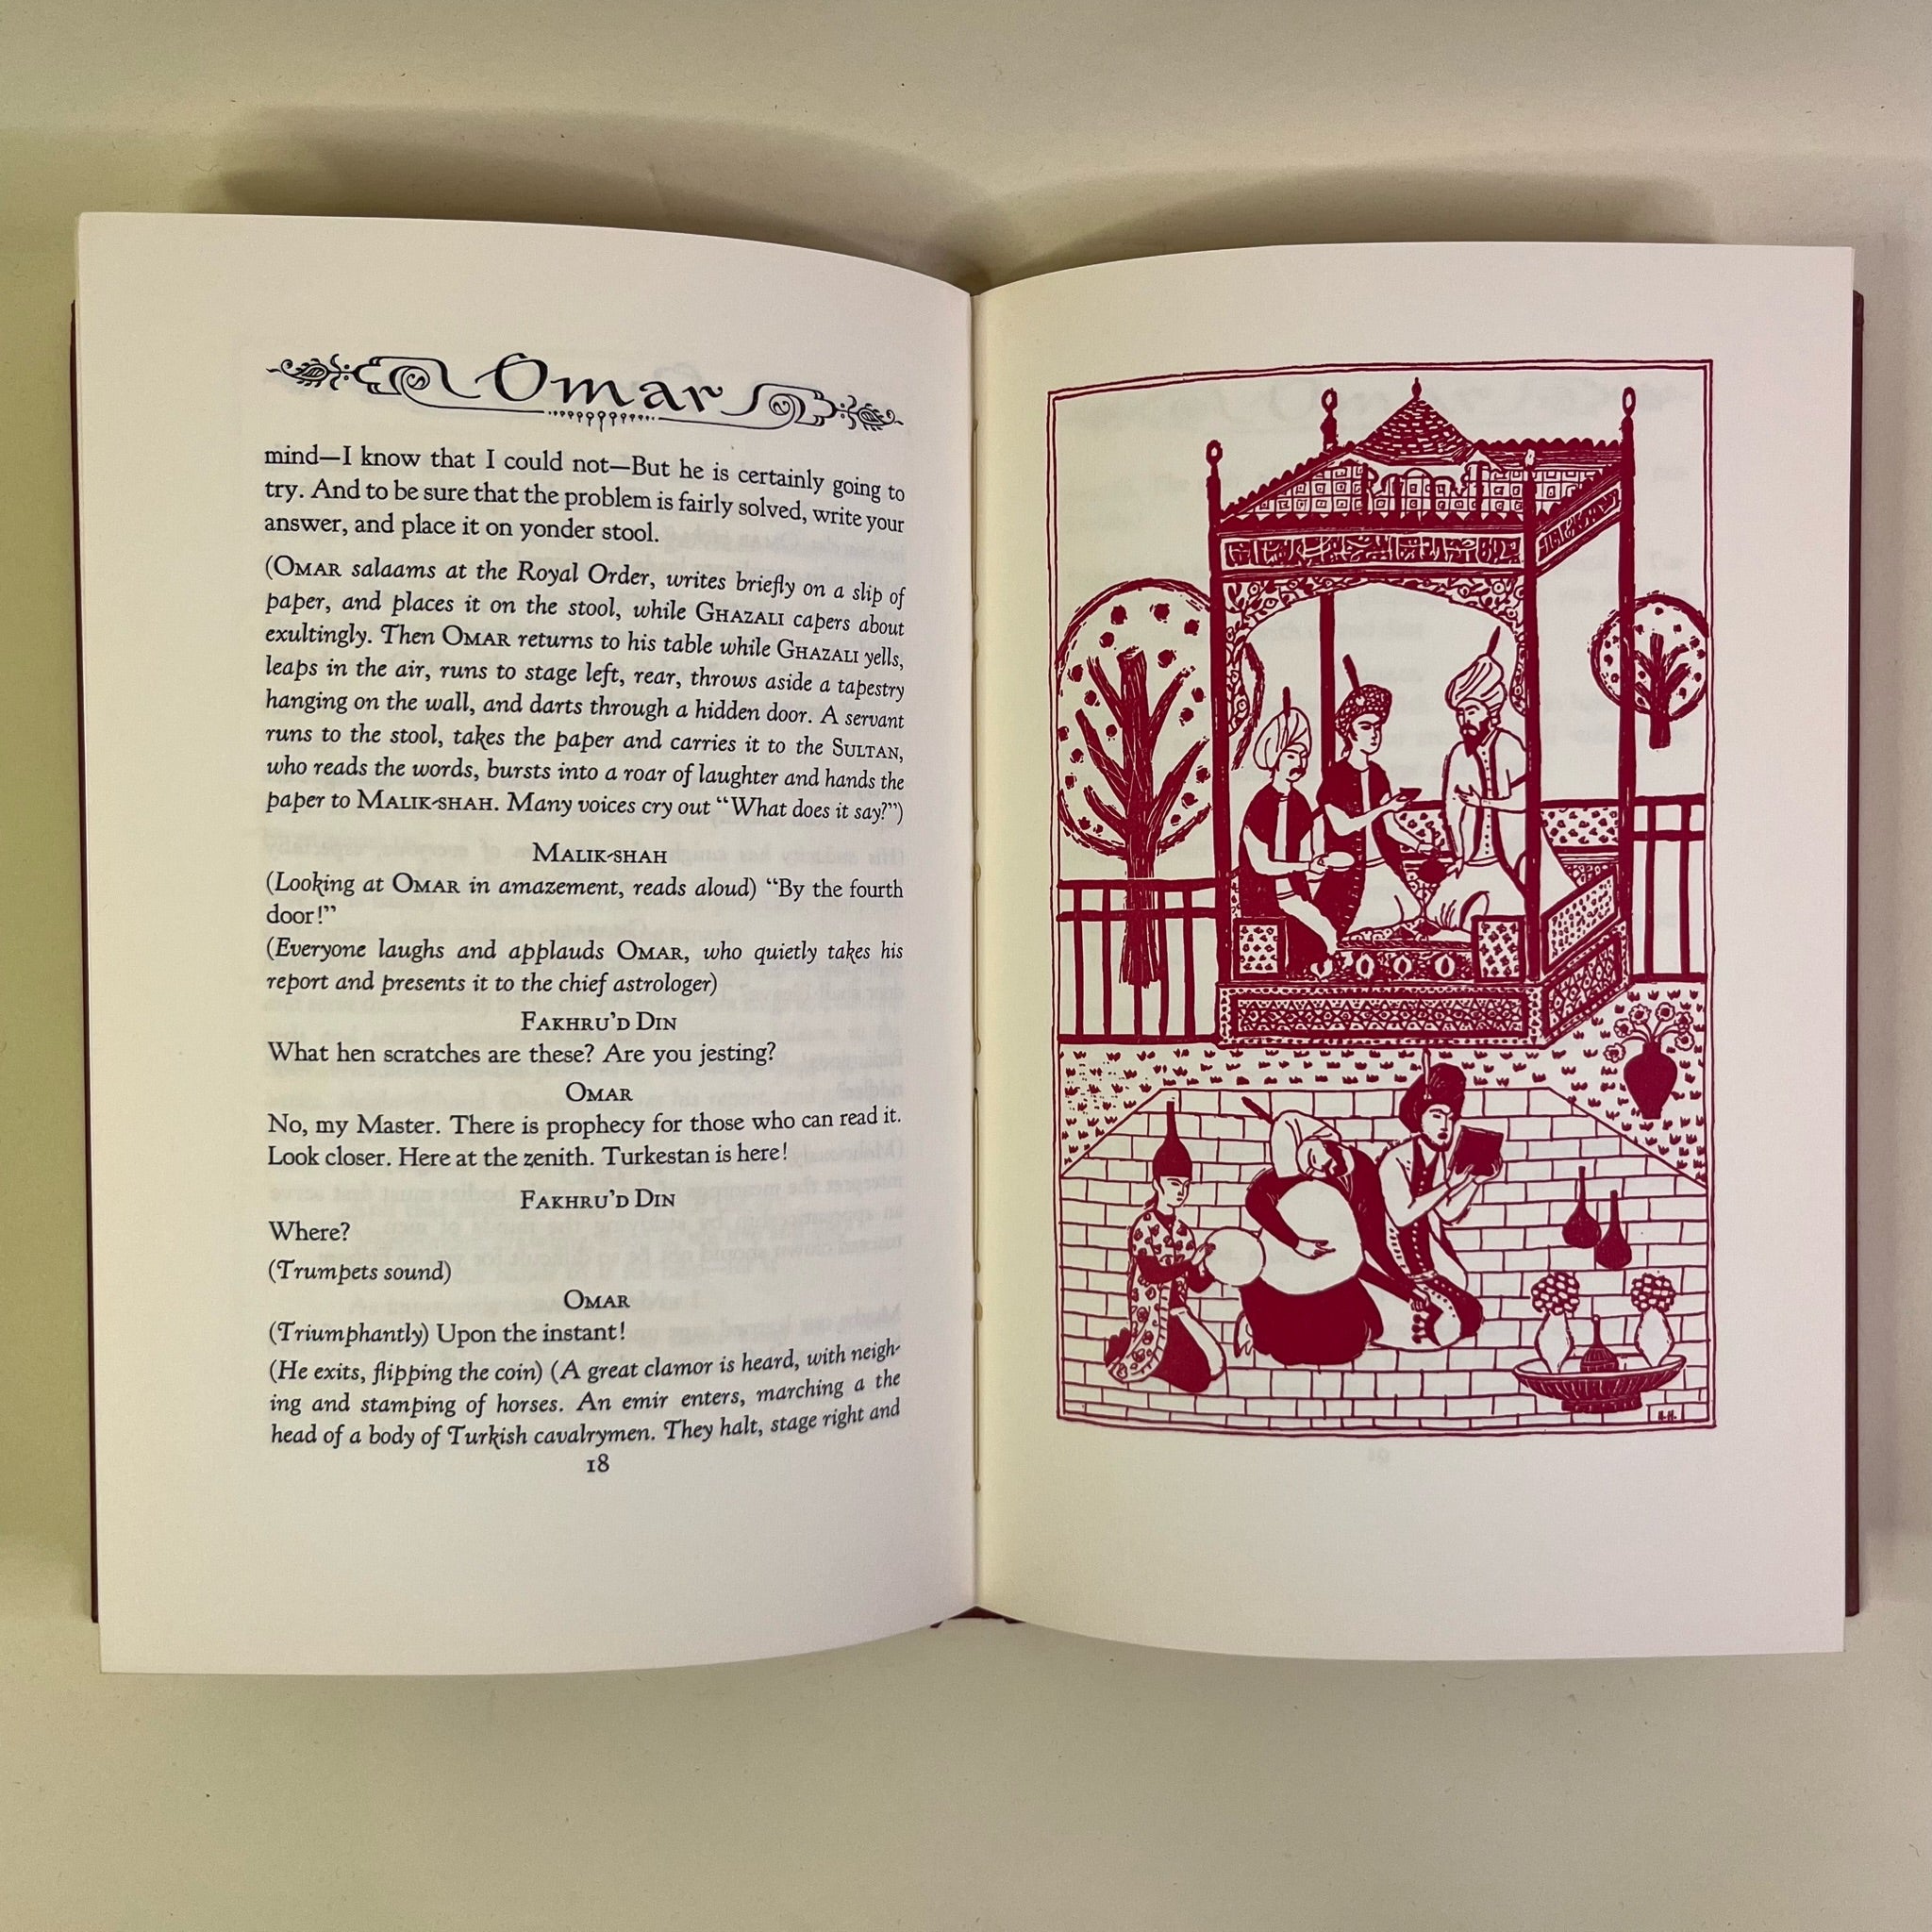 Omar
mind—I know that I could not—But he is certainly going to
try. And to be sure that the problem is fairly solved, write your
answer, and place it on yonder stool.
(Omar salaams at the Royal Order, writes briefly on a slip of
paper, and places it on the stool, while Ghazali capers about
exultingly. Then Omar returns to his table while Ghazali yells,
leaps in the air, runs to stage left, rear, throws aside a tapestry
hanging on the wall, and darts through a hidden door. A servant
runs to the stool, takes the paper and carries it to the Sultan,
who reads the words, bursts into a roar of laughter and hands the
paper to Malik-shah. Many voices cry out “What does it say?”)
Malik-shah
(Looking at Omar in amazement, reads aloud) “By the fourth
door!”
(Everyone laughs and applauds Omar, who quietly takes his
report and presents it to the chief astrologer)
Fakhru’d Din
What hen scratches are these? Are you jesting?
Omar
No, my Master. There is prophecy for those who can read it.
Look closer. Here at the zenith. Turkestan is here!
Fakhru’d Din
Where?
(Trumpets sound)
Omar
(Triumphantly) Upon the instant!
(He exits, flipping the coin) (A great clamor is heard, with neigh-
ing and stamping of horses. An emir enters, marching a the
head of a body of Turkish cavalrymen. They halt, stage right and
18
H.H.